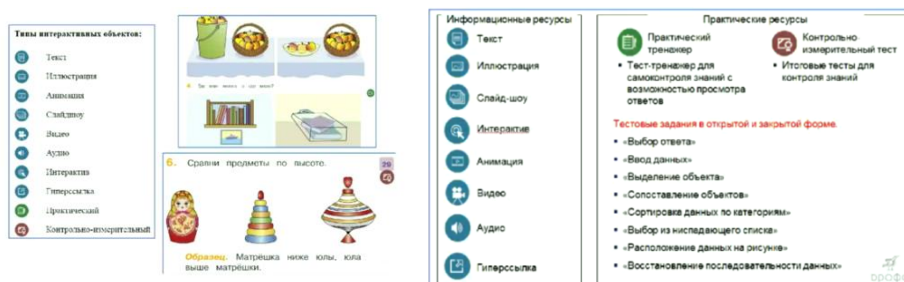 Типы интерактивных объектов:
Текст
Иллюстрация
Анимация
Слайдшоу
Видео
Аудио
Интерактив
Гиперссылка
Практический
Контрольно-измерительный
6. Сравни предметы по высоте.
29
Образец. Матрёшка ниже юлы, юла
выше матрёшки.
Информационные ресурсы
Текст
Иллюстрация
Слайд-шоу
Интерактив
Анимация
Видео
Аудио
Гиперссылка
Практические ресурсы
Практический
тренажер
• Тест-тренажер для
самоконтроля знаний с
возможностью просмотра
ответов
Контрольно-
измерительный тест
• Итоговые тесты для
контроля знаний
Тестовые задания в открытой и закрытой форме.
• «Выбор ответа»
• «Ввод данных»
• «Выделение объекта»
• «Сопоставление объектов»
• «Сортировка данных по категориям»
• «Выбор из ниспадающего списка»
• «Расположение данных на рисунке»
• «Восстановление последовательности данных»